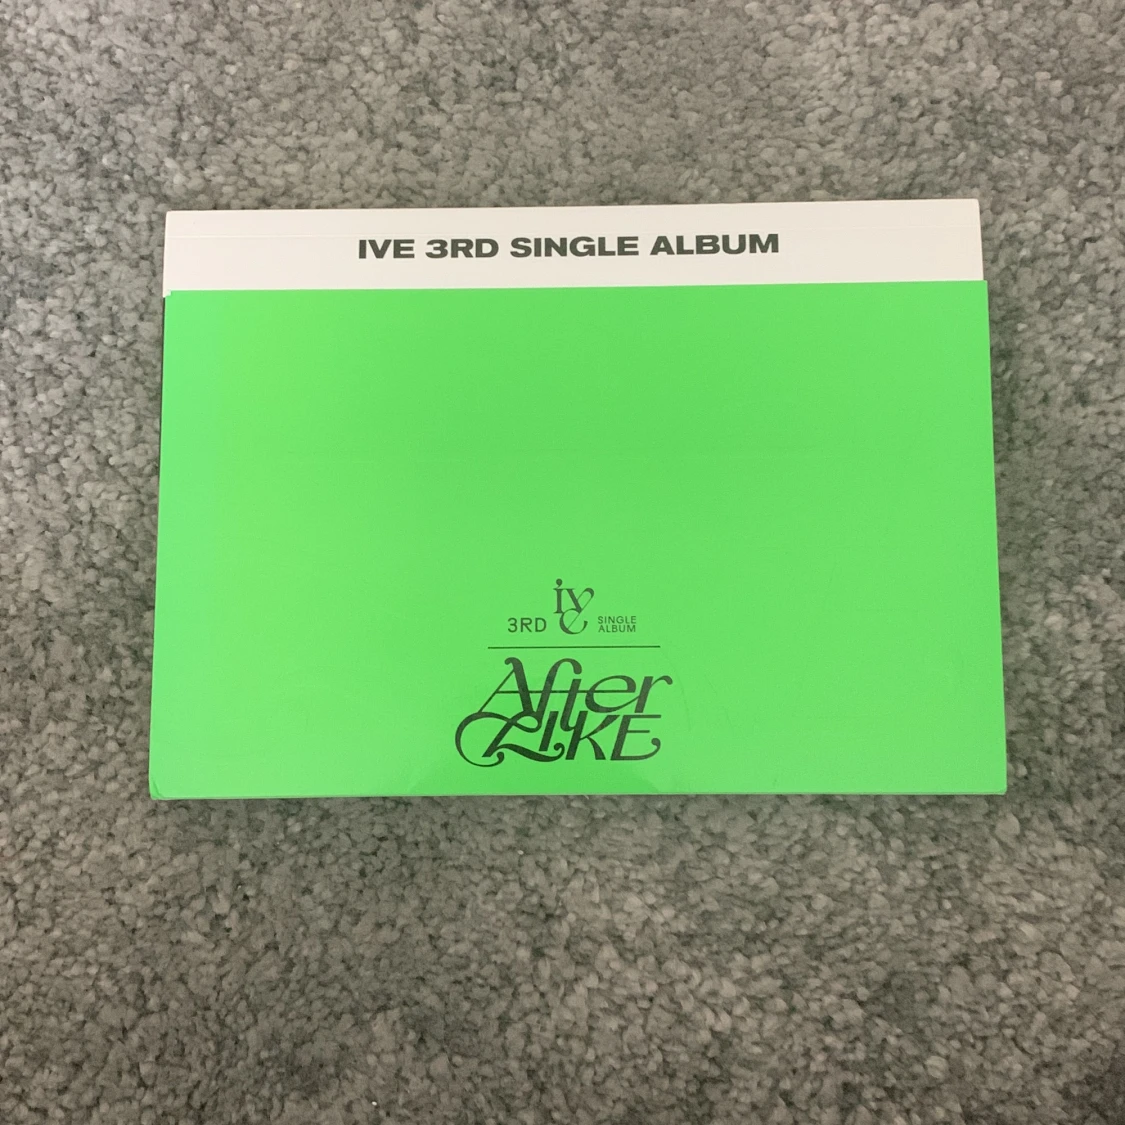 IVE 3RD SINGLE ALBUM
ive
3RD SINGLE
ALBUM
After
LIKE